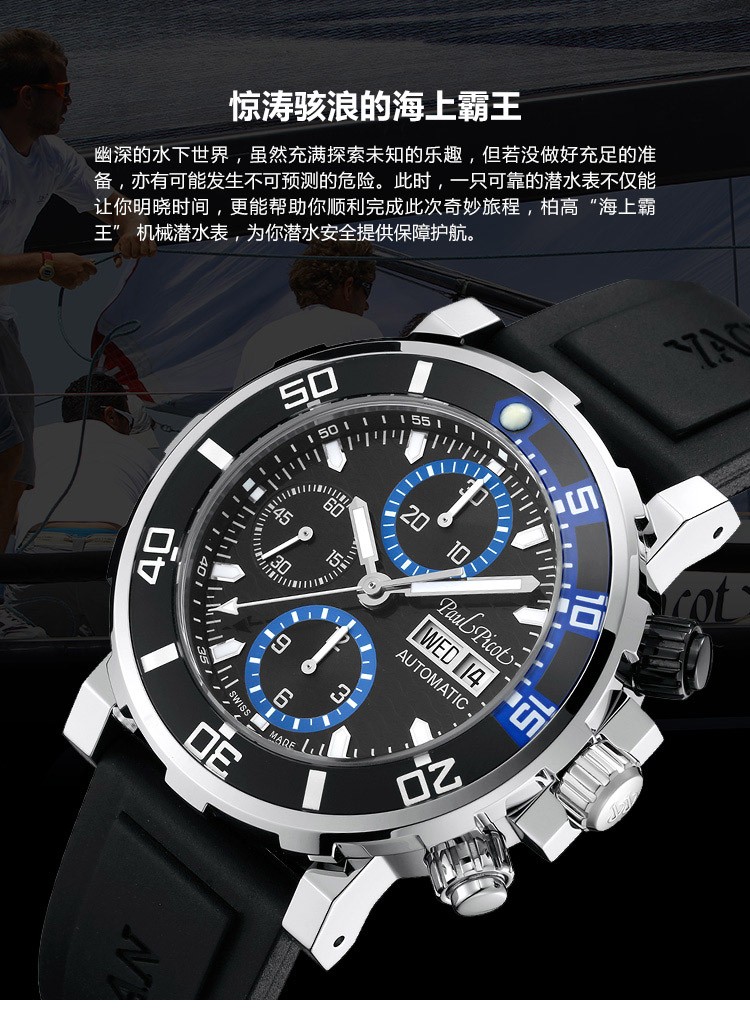 惊涛骇浪的海上霸王
幽深的水下世界，虽然充满探索未知的乐趣，但若没做好充足的准
备，亦有可能发生不可预测的危险。此时，一只可靠的潜水表不仅能
让你明晓时间，更能帮助你顺利完成此次奇妙旅程，柏高“海上霸
王” 机械潜水表，为你潜水安全提供保障护航。
50
5
10
15
20
30
40
50
55
40
35
60
45
30
15
30
20
10
12
9
6
3
Paul Picot
WED 14
AUTOMATIC
SWISS
MADE